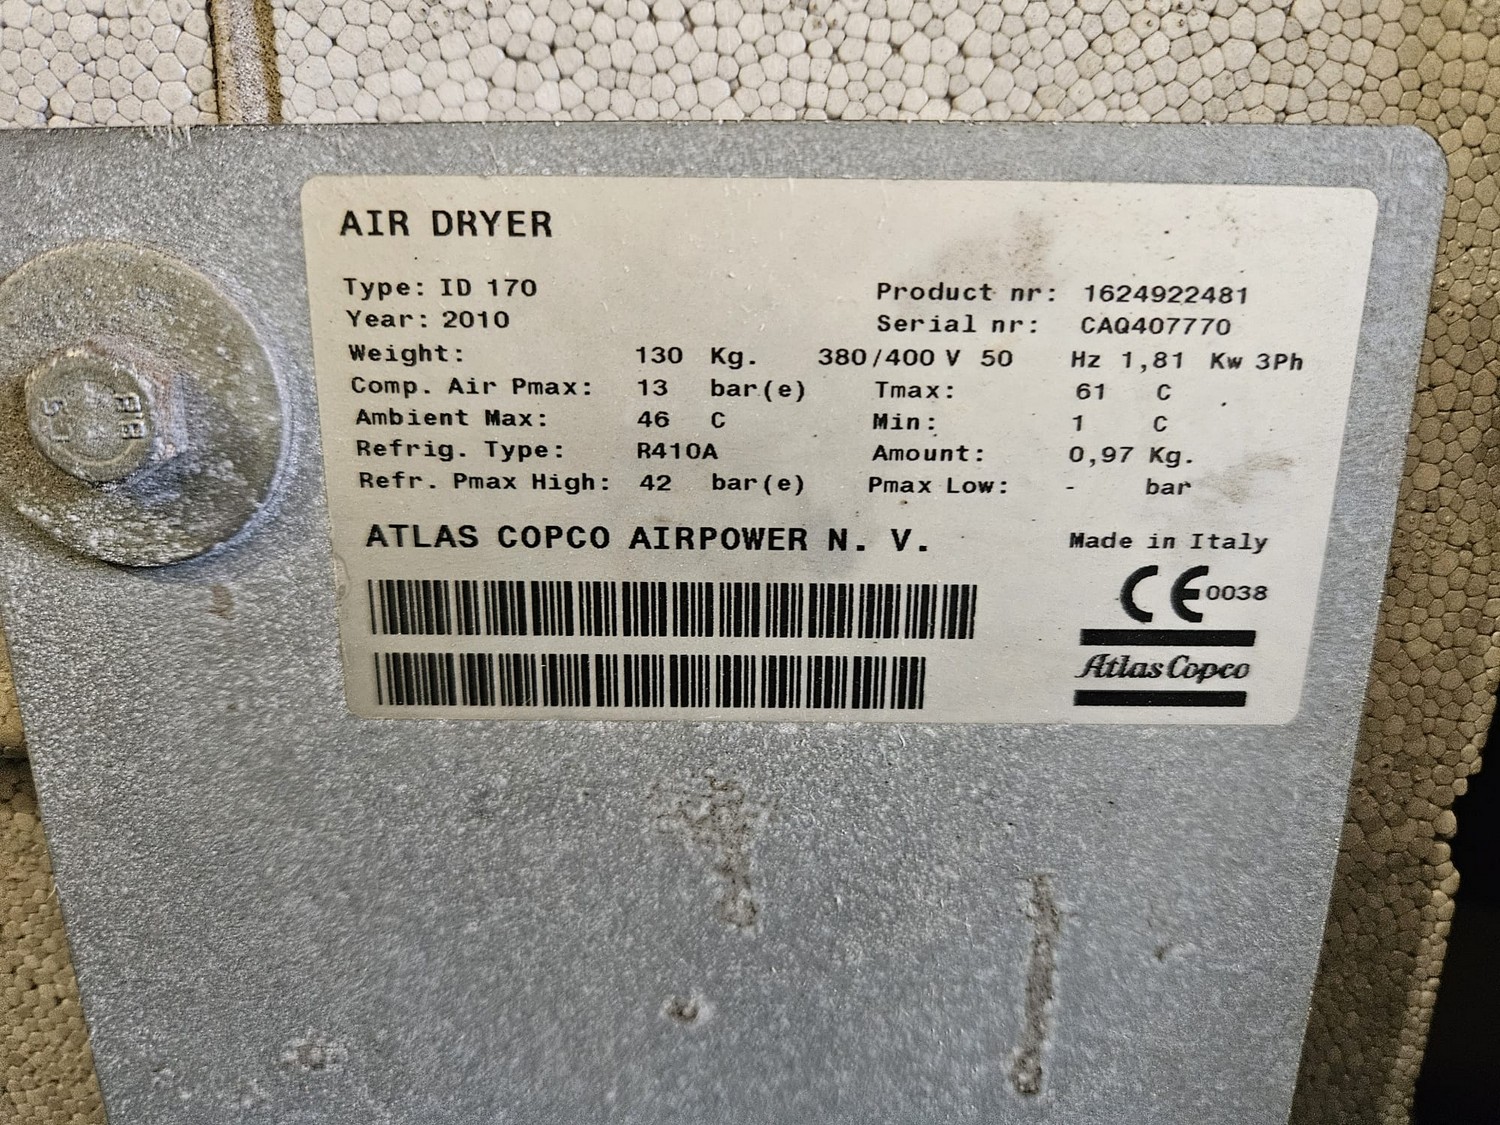 AIR DRYER
Type: ID 170
Product nr: 1624922481
Year: 2010
Serial nr: CAQ407770
Weight: 130 Kg. 380/400 V 50 Hz 1,81 Kw 3Ph
Comp. Air Pmax: 13 bar(e) Tmax: 61 C
Ambient Max: 46 C Min: 1 C
Refrig. Type: R410A Amount: 0,97 Kg.
Refr. Pmax High: 42 bar(e) Pmax Low: - bar
ATLAS COPCO AIRPOWER N. V.
Made in Italy
CE 0038
Atlas Copco